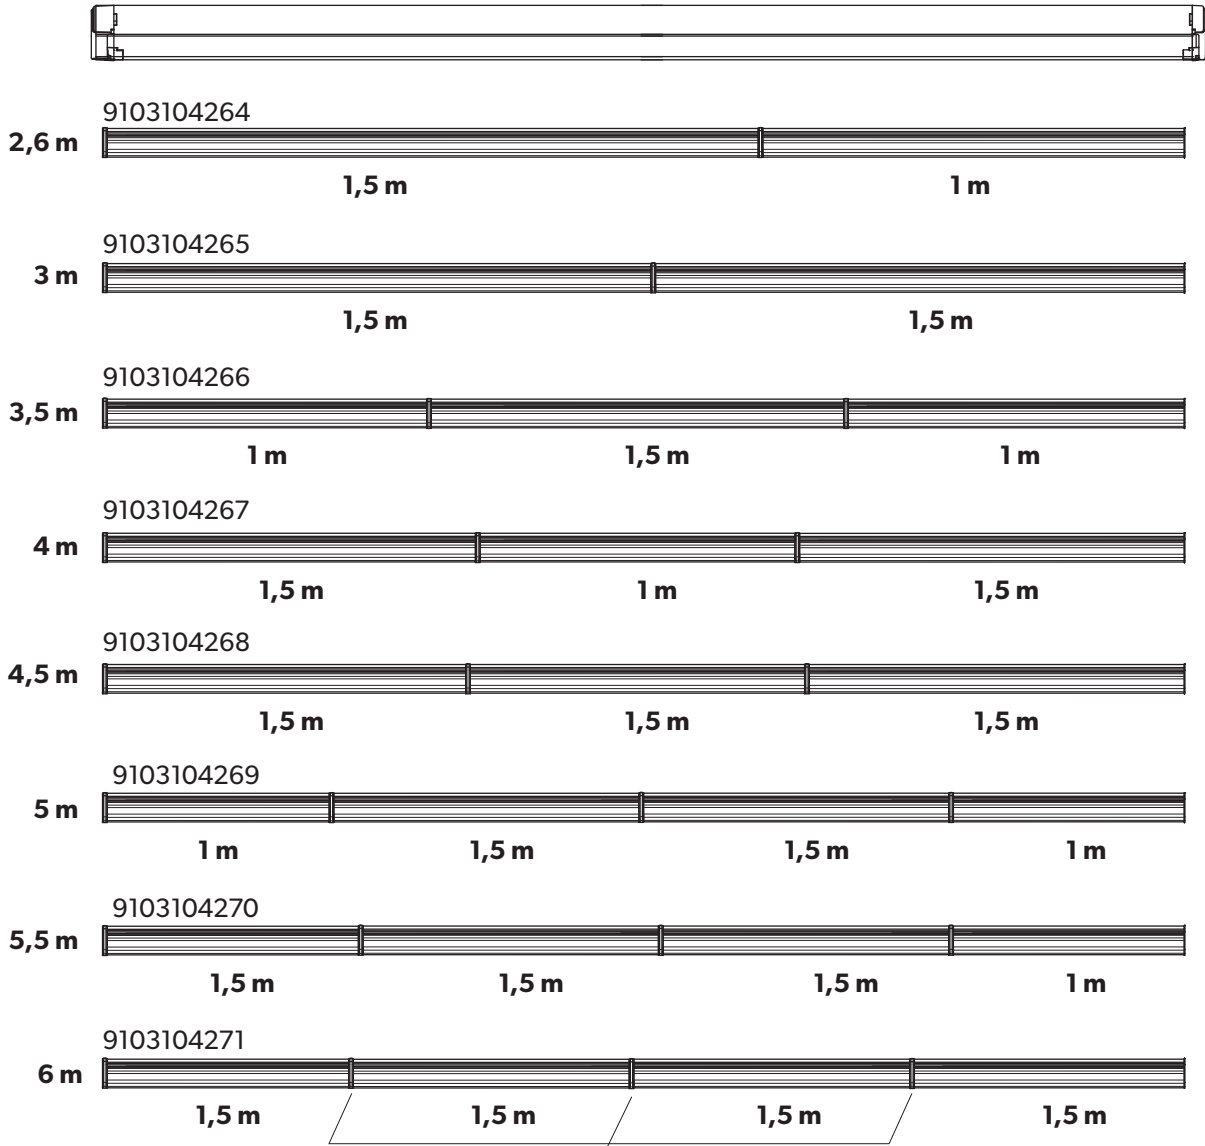 9103104264
2,6 m
1,5 m 1 m
9103104265
3 m
1,5 m 1,5 m
9103104266
3,5 m
1 m 1,5 m 1 m
9103104267
4 m
1,5 m 1 m 1,5 m
9103104268
4,5 m
1,5 m 1,5 m 1,5 m
9103104269
5 m
1 m 1,5 m 1,5 m 1 m
9103104270
5,5 m
1,5 m 1,5 m 1,5 m 1 m
9103104271
6 m
1,5 m 1,5 m 1,5 m 1,5 m